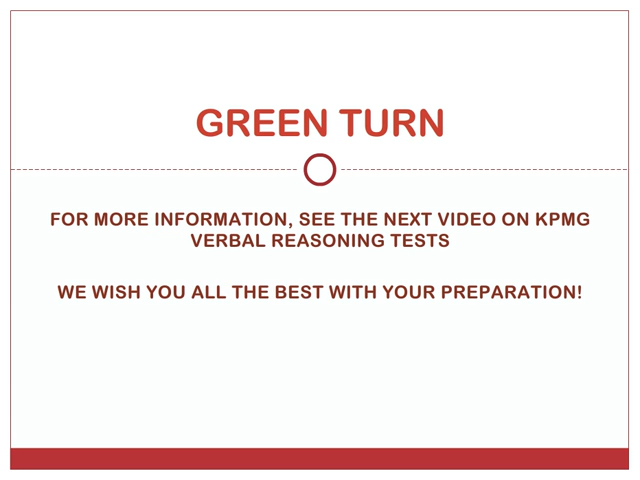 GREEN TURN
FOR MORE INFORMATION, SEE THE NEXT VIDEO ON KPMG
VERBAL REASONING TESTS
WE WISH YOU ALL THE BEST WITH YOUR PREPARATION!